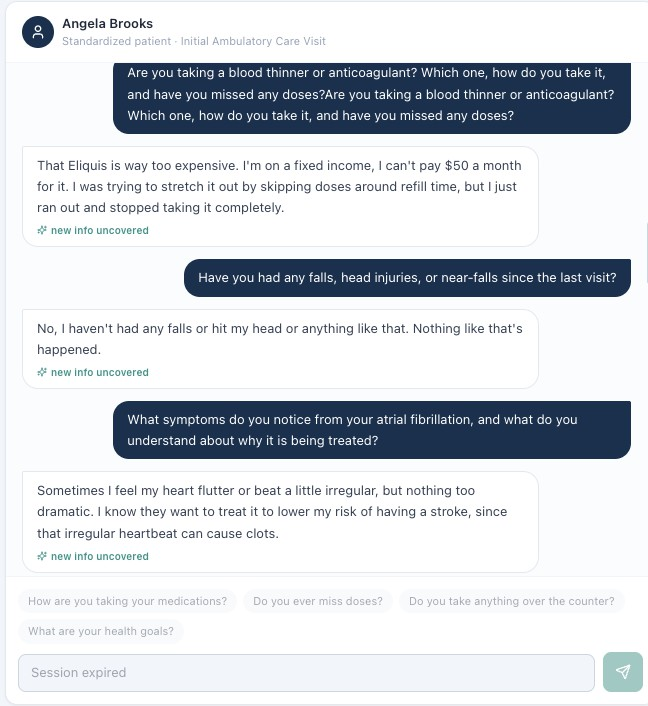 Angela Brooks
Standardized patient · Initial Ambulatory Care Visit
Are you taking a blood thinner or anticoagulant? Which one, how do you take it,
and have you missed any doses?Are you taking a blood thinner or anticoagulant?
Which one, how do you take it, and have you missed any doses?
That Eliquis is way too expensive. I'm on a fixed income, I can't pay $50 a month
for it. I was trying to stretch it out by skipping doses around refill time, but I just
ran out and stopped taking it completely.
new info uncovered
Have you had any falls, head injuries, or near-falls since the last visit?
No, I haven't had any falls or hit my head or anything like that. Nothing like that's
happened.
new info uncovered
What symptoms do you notice from your atrial fibrillation, and what do you
understand about why it is being treated?
Sometimes I feel my heart flutter or beat a little irregular, but nothing too
dramatic. I know they want to treat it to lower my risk of having a stroke, since
that irregular heartbeat can cause clots.
new info uncovered
How are you taking your medications? Do you ever miss doses? Do you take anything over the counter?
What are your health goals?
Session expired